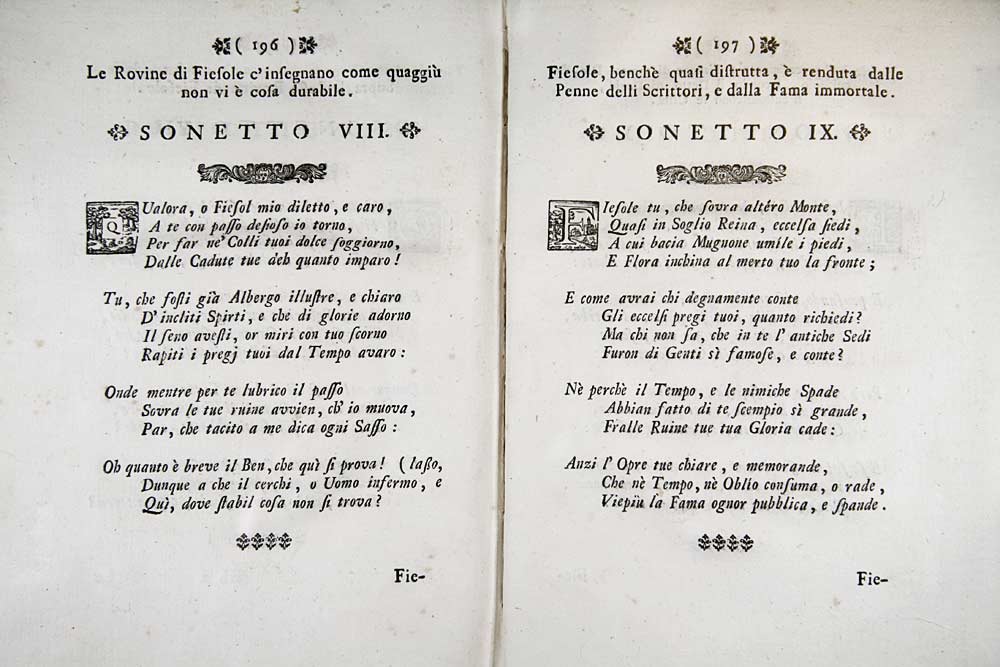 ( 196 )
Le Rovine di Fieſole c'inſegnano come quaggiù
non vi è coſa durabile.
SONETTO VIII.
QUalora, o Fieſol mio diletto, e caro,
A te con paſſo deſioſo io torno,
Per far ne' Colli tuoi dolce ſoggiorno,
Dalle Cadute tue deh quanto imparo!
Tu, che foſti già Albergo illuſtre, e chiaro
D'incliti Spirti, e che di glorie adorno
Il ſeno aveſti, or miri con tuo ſcorno
Rapiti i pregj tuoi dal Tempo avaro:
Onde mentre per te lubrico il paſſo
Sovra le tue ruine avvien, ch' io muova,
Par, che tacito a me dica ogni Saſſo:
Oh quanto è breve il Ben, che quì ſi prova! (laſſo,
Dunque a che il cerchi, o Uomo infermo, e
Quì, dove ſtabil coſa non ſi trova?
Fie-
( 197 )
Fieſole, benchè quaſi diſtrutta, è renduta dalle
Penne delli Scrittori, e dalla Fama immortale.
SONETTO IX.
FIeſole tu, che ſovra altéro Monte,
Quaſi in Soglio Reina, eccelſa ſiedi,
A cui bacia Mugnone umíle i piedi,
E Flora inchina al merto tuo la fronte;
E come avrai chi degnamente conte
Gli eccelſi pregi tuoi, quanto richiedi?
Ma chi non ſa, che in te l' antiche Sedi
Furon di Genti sì famoſe, e conte?
Nè perchè il Tempo, e le nimiche Spade
Abbian fatto di te ſcempio sì grande,
Fralle Ruine tue tua Gloria cade:
Anzi l' Opre tue chiare, e memorande,
Che nè Tempo, nè Oblío conſuma, o rade,
Viepiù la Fama ognor pubblica, e ſpande.
Fie-